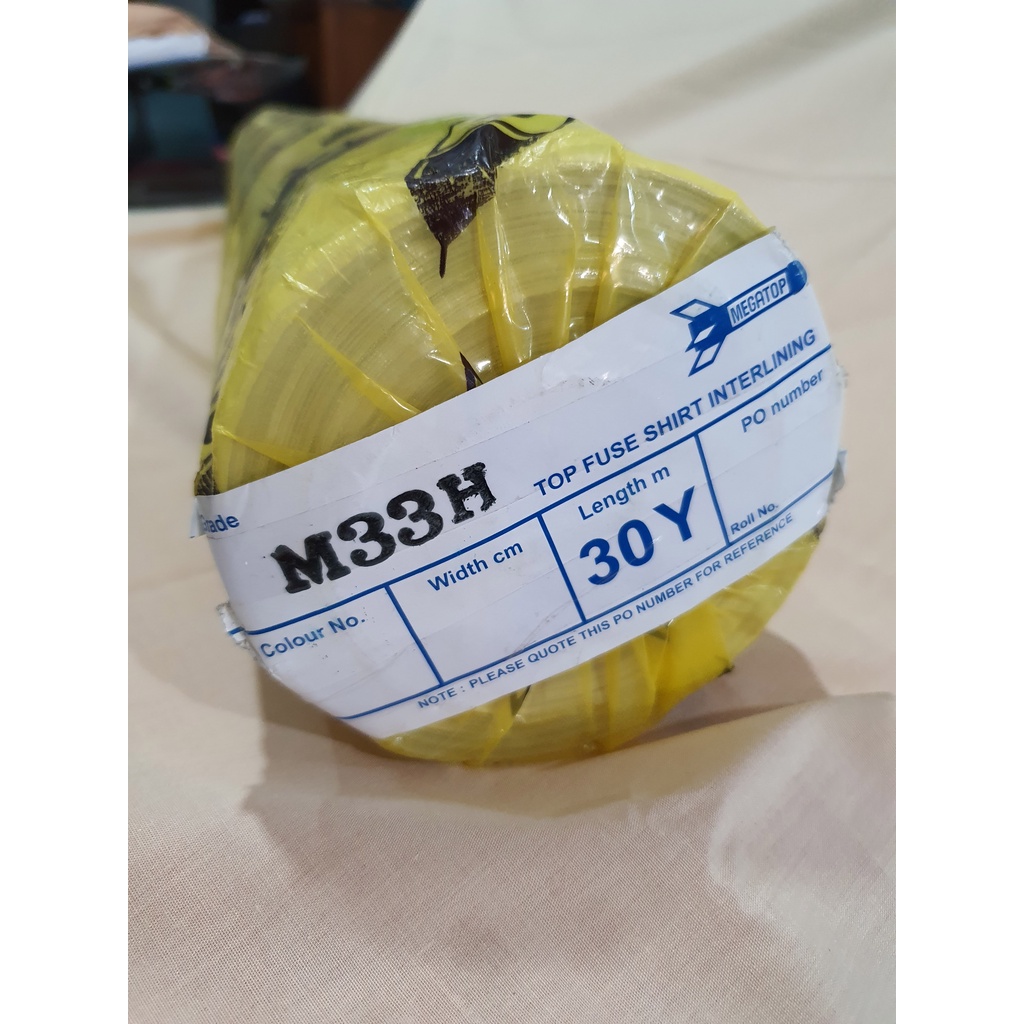 MEGATOP
TOP FUSE SHIRT INTERLINING
Grade
M33H
Colour No.
Width cm
Length m
30Y
PO number
Roll No.
NOTE : PLEASE QUOTE THIS PO NUMBER FOR REFERENCE